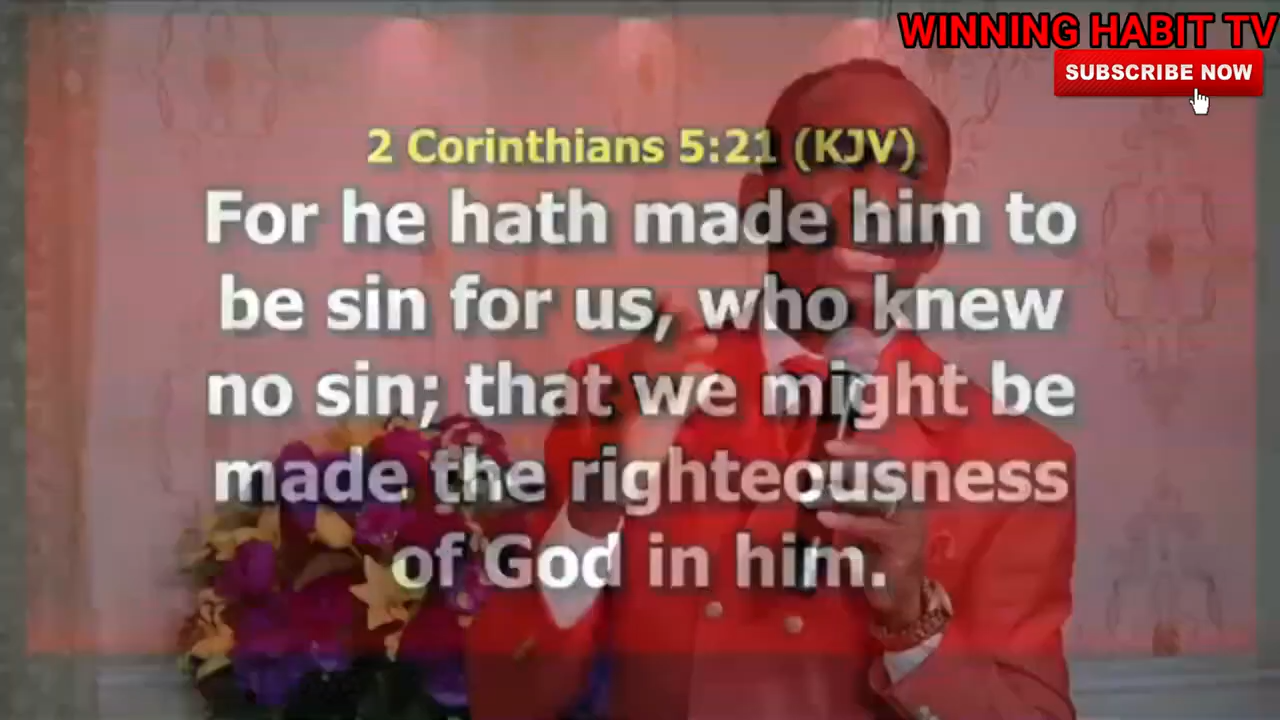 WINNING HABIT TV
SUBSCRIBE NOW
2 Corinthians 5:21 (KJV)
For he hath made him to
be sin for us, who knew
no sin; that we might be
made the righteousness
of God in him.